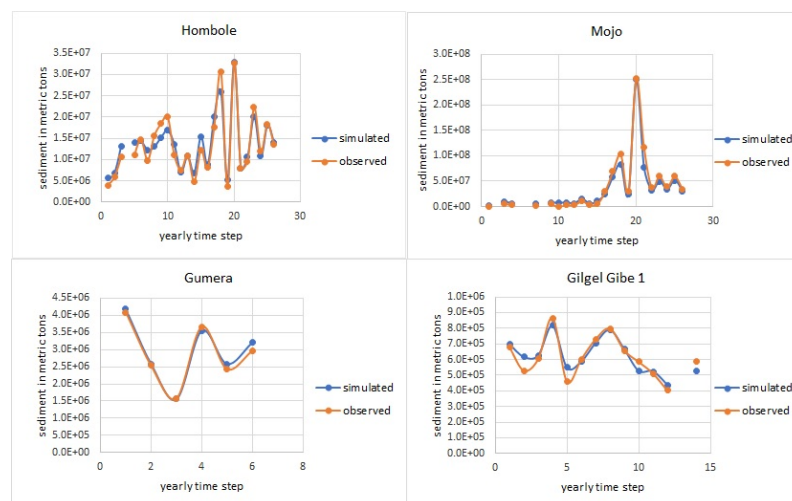 Hombole
sediment in metric tons
3.5E+07
3.0E+07
2.5E+07
2.0E+07
1.5E+07
1.0E+07
5.0E+06
0.0E+00
0 10 20 30
yearly time step
simulated
observed
Mojo
sediment in metric tons
3.0E+08
2.5E+08
2.0E+08
1.5E+08
1.0E+08
5.0E+07
0.0E+00
0 10 20 30
yearly time step
simulated
observed
Gumera
sediment in metric tons
4.5E+06
4.0E+06
3.5E+06
3.0E+06
2.5E+06
2.0E+06
1.5E+06
1.0E+06
5.0E+05
0.0E+00
0 2 4 6 8
yearly time step
simulated
observed
Gilgel Gibe 1
sediment in metric tons
1.0E+06
9.0E+05
8.0E+05
7.0E+05
6.0E+05
5.0E+05
4.0E+05
3.0E+05
2.0E+05
1.0E+05
0.0E+00
0 5 10 15
yearly time step
simulated
observed